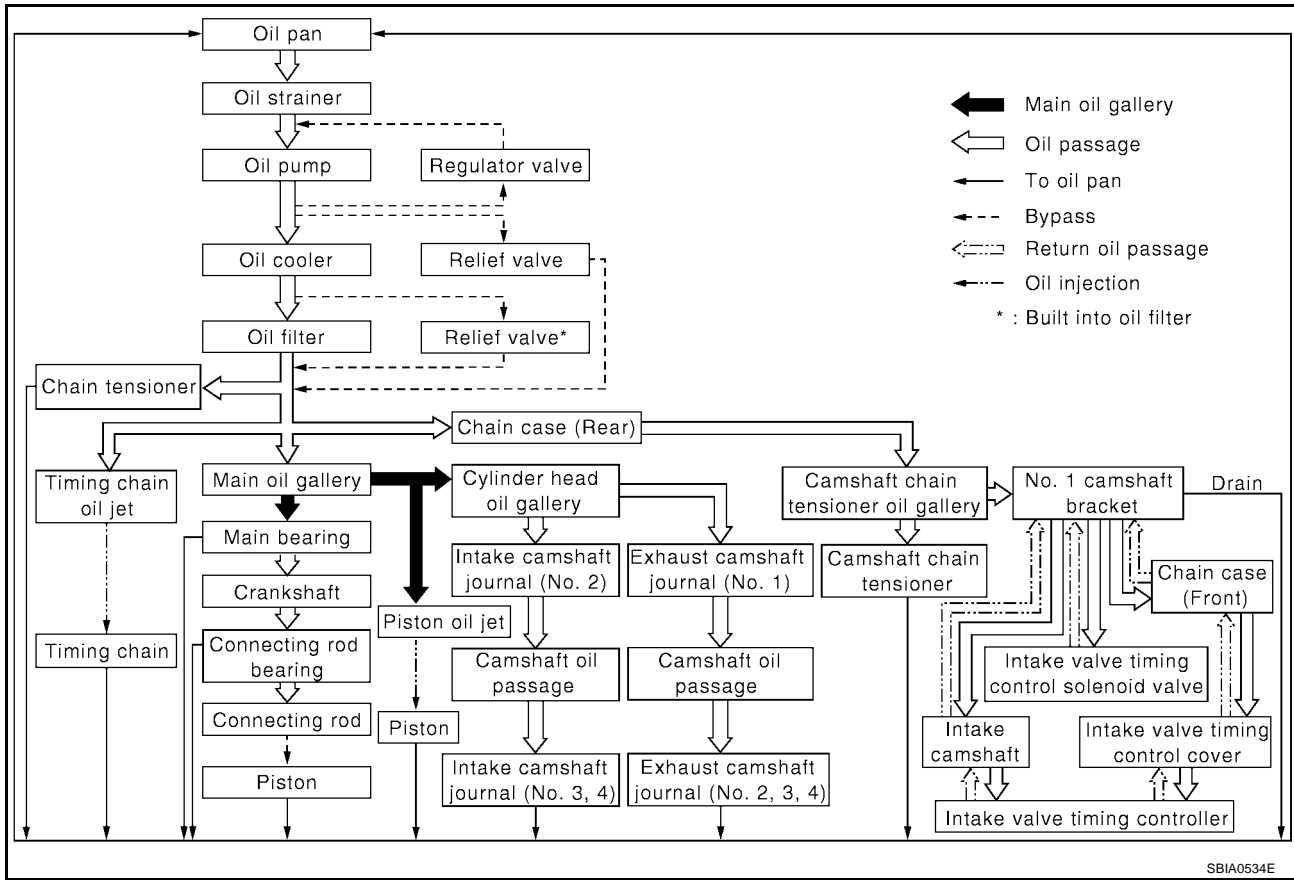 Oil pan
Oil strainer
Oil pump
Regulator valve
Oil cooler
Relief valve
Oil filter
Relief valve*
Main oil gallery
Oil passage
To oil pan
Bypass
Return oil passage
Oil injection
* : Built into oil filter
Chain tensioner
Chain case (Rear)
Timing chain
oil jet
Main oil gallery
Cylinder head
oil gallery
Camshaft chain
tensioner oil gallery
No. 1 camshaft
bracket
Drain
Main bearing
Intake camshaft
journal (No. 2)
Exhaust camshaft
journal (No. 1)
Camshaft chain
tensioner
Chain case
(Front)
Crankshaft
Piston oil jet
Timing chain
Connecting rod
bearing
Camshaft oil
passage
Camshaft oil
passage
Intake valve timing
control solenoid valve
Connecting rod
Piston
Intake
camshaft
Intake valve timing
control cover
Piston
Intake camshaft
journal (No. 3, 4)
Exhaust camshaft
journal (No. 2, 3, 4)
Intake valve timing controller
SBIA0534E